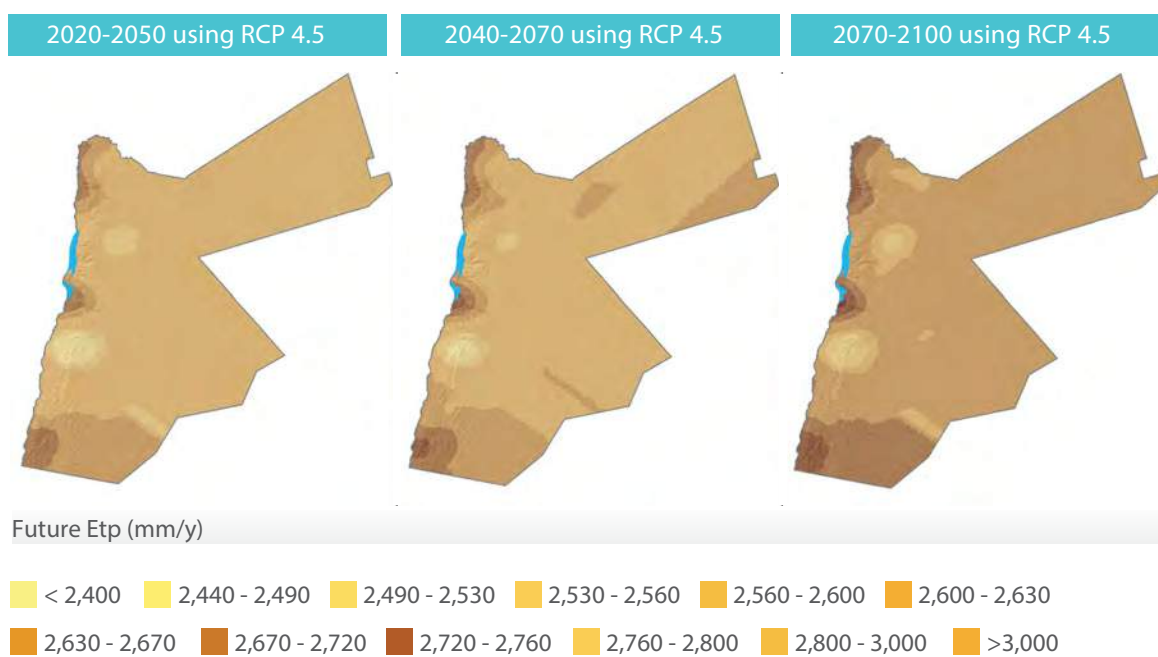 2020-2050 using RCP 4.5
2040-2070 using RCP 4.5
2070-2100 using RCP 4.5
Future Etp (mm/y)
< 2,400 2,440 - 2,490 2,490 - 2,530 2,530 - 2,560 2,560 - 2,600 2,600 - 2,630
2,630 - 2,670 2,670 - 2,720 2,720 - 2,760 2,760 - 2,800 2,800 - 3,000 >3,000